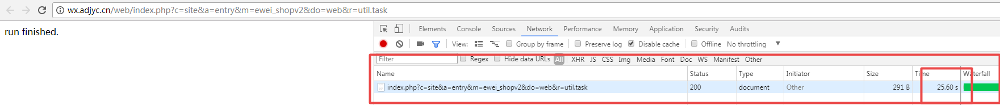 wx.adjyc.cn/web/index.php?c=site&a=entry&m=ewei_shopv2&do=web&r=util.task
run finished.
Elements Console Sources Network Performance Memory Application Security Audits
View: Group by frame Preserve log Disable cache Offline No throttling
Filter Regex Hide data URLs All XHR JS CSS Img Media Font Doc WS Manifest Other
Name Status Type Initiator Size Time Waterfall
index.php?c=site&a=entry&m=ewei_shopv2&do=web&r=util.task 200 document Other 291 B 25.60 s